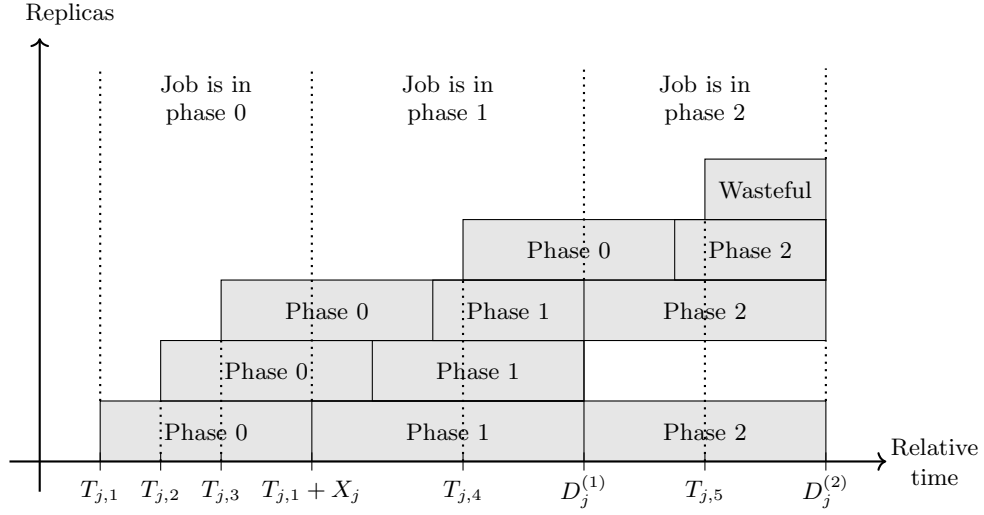 Replicas
Job is in
phase 0
Job is in
phase 1
Job is in
phase 2
Wasteful
Phase 0
Phase 2
Phase 0
Phase 1
Phase 2
Phase 0
Phase 1
Phase 0
Phase 1
Phase 2
Relative
time
T_{j,1}
T_{j,2}
T_{j,3}
T_{j,1} + X_j
T_{j,4}
D_j^{(1)}
T_{j,5}
D_j^{(2)}